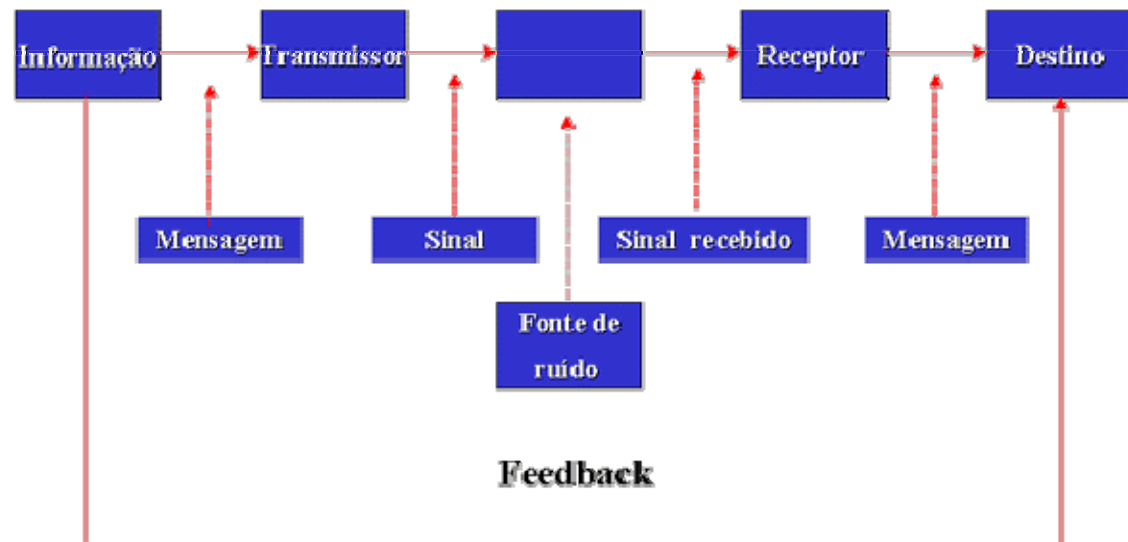 Informação
Transmissor
Receptor
Destino
Mensagem
Sinal
Sinal recebido
Mensagem
Fonte de
ruído
Feedback